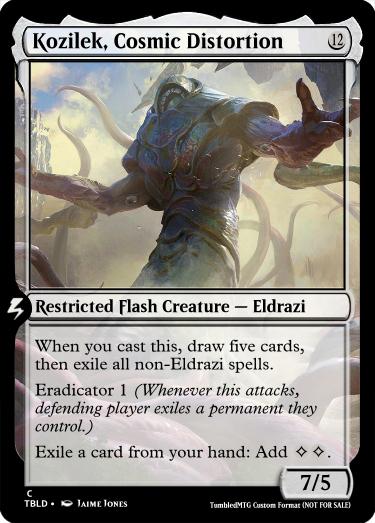 Kozilek, Cosmic Distortion 12
Restricted Flash Creature — Eldrazi
When you cast this, draw five cards,
then exile all non-Eldrazi spells.
Eradicator 1 (Whenever this attacks,
defending player exiles a permanent they
control.)
Exile a card from your hand: Add ⟡⟡.
7/5
C
TBLD • JAIME JONES
TumbledMTG Custom Format (NOT FOR SALE)